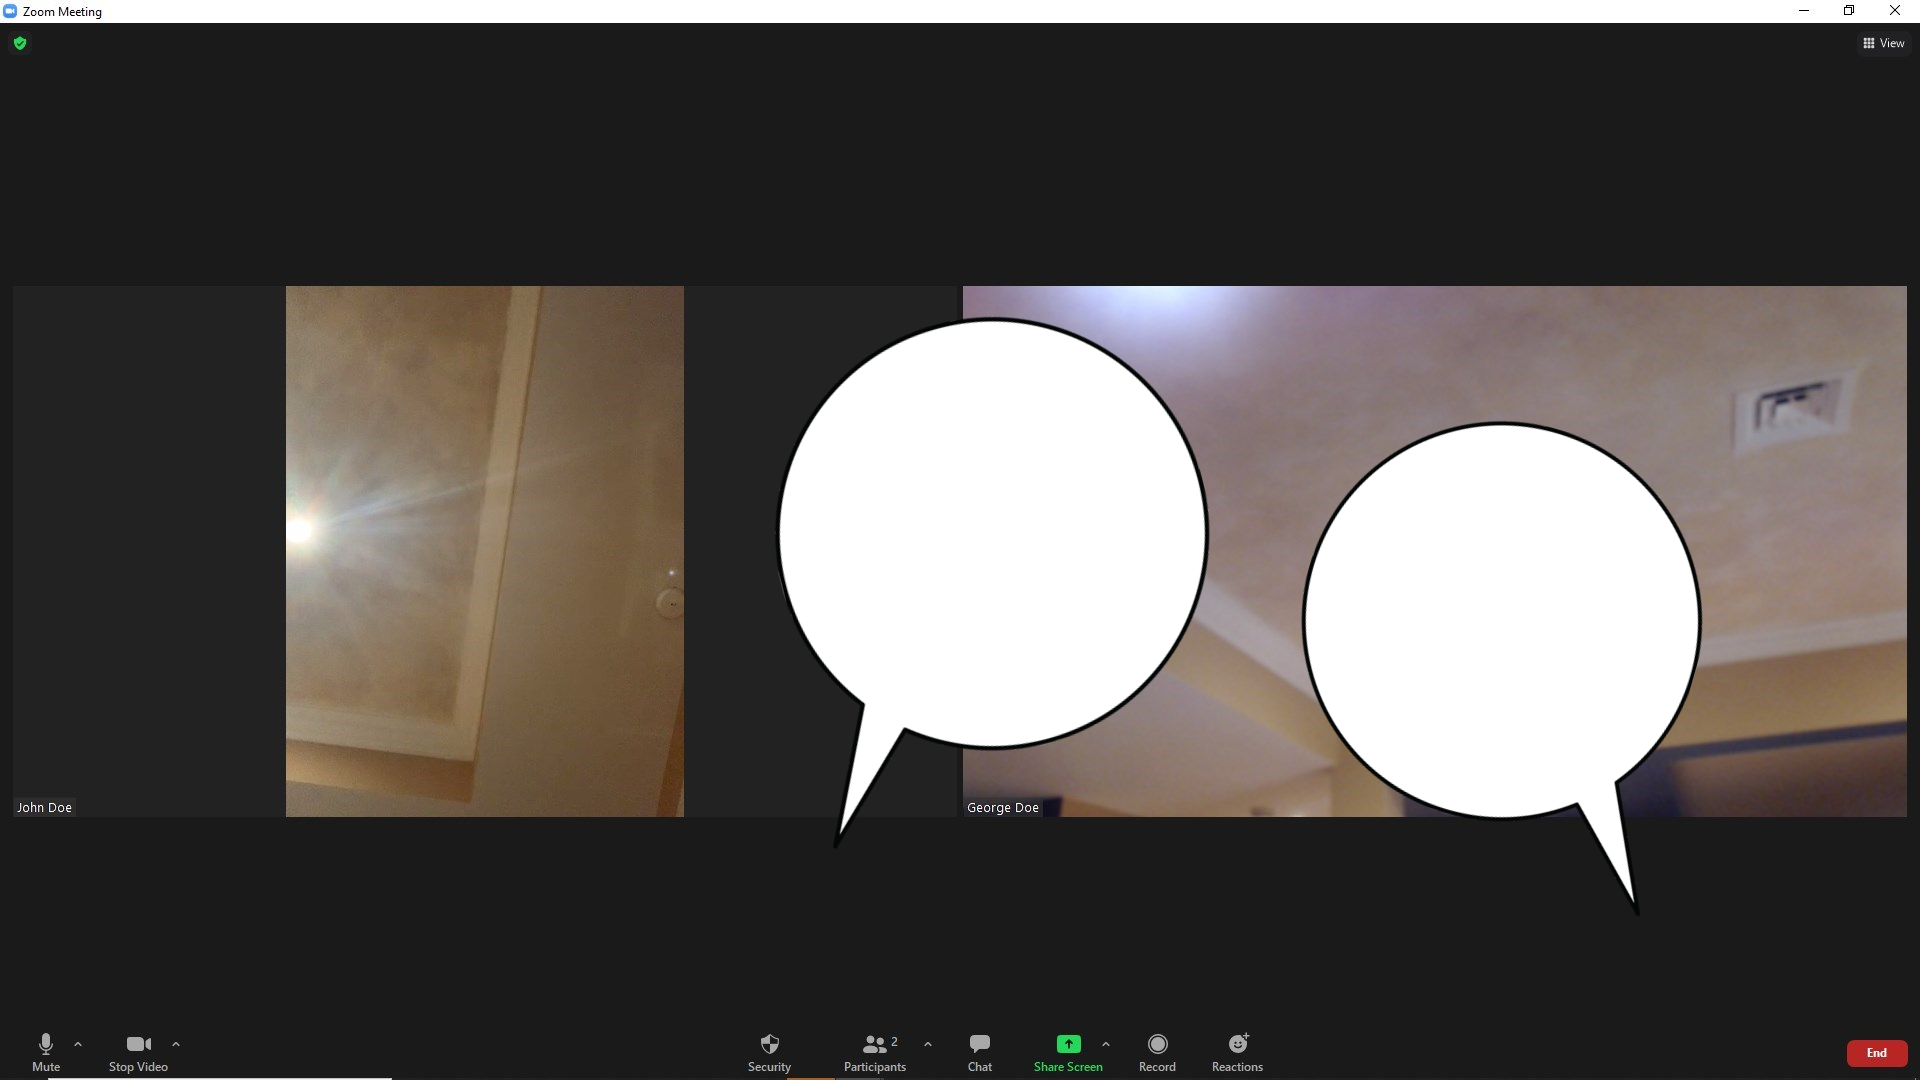 Zoom Meeting
View
John Doe
George Doe
Mute
Stop Video
Security
Participants
2
Chat
Share Screen
Record
Reactions
End